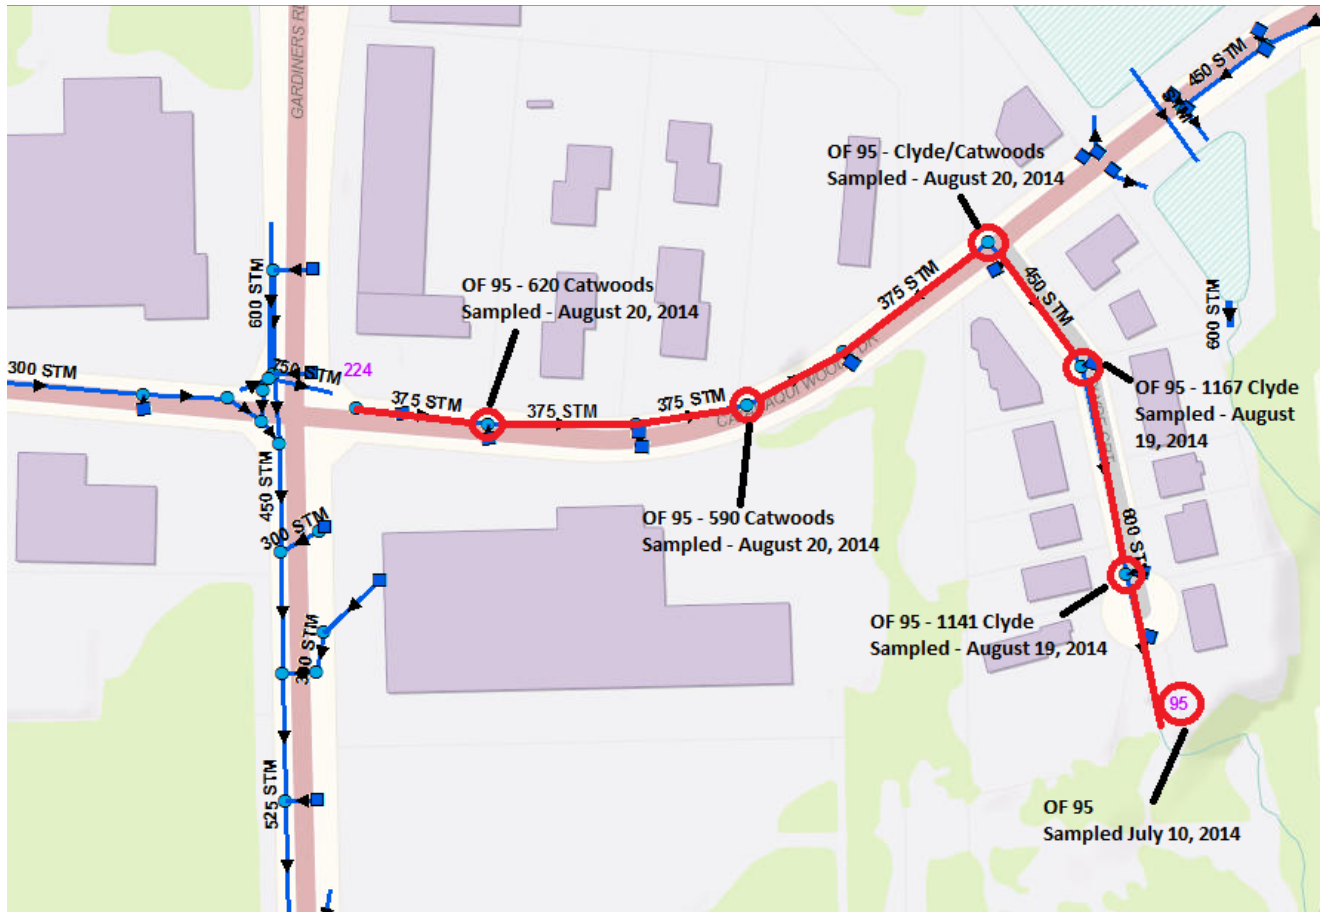 GARDINERS RD
450 STM
STM
OF 95 - Clyde/Catwoods
Sampled - August 20, 2014
600 STM
OF 95 - 620 Catwoods
Sampled - August 20, 2014
375 STM
450 STM
600 STM
300 STM
750 STM
224
375 STM
375 STM
375 STM
DR
OF 95 - 1167 Clyde
Sampled - August
19, 2014
450 STM
300 STM
OF 95 - 590 Catwoods
Sampled - August 20, 2014
600 STM
OF 95 - 1141 Clyde
Sampled - August 19, 2014
STM
95
525 STM
OF 95
Sampled July 10, 2014